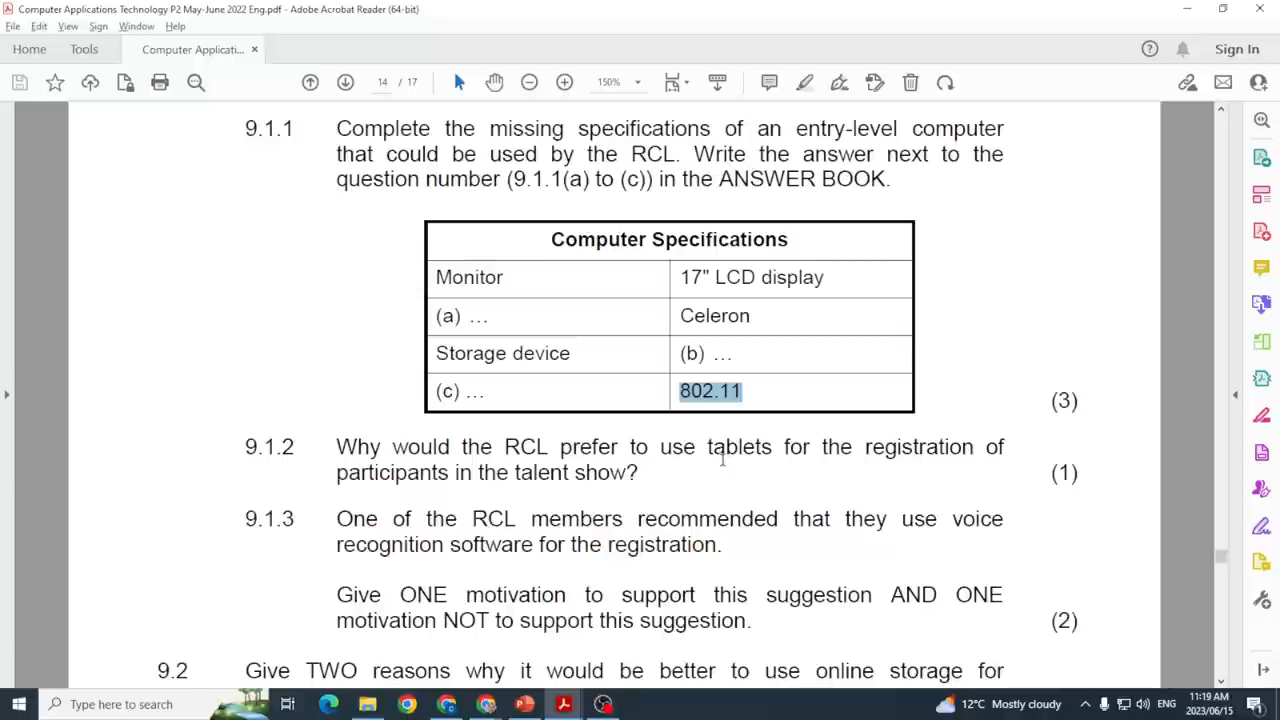 Computer Applications Technology P2 May-June 2022 Eng.pdf - Adobe Acrobat Reader (64-bit)
File Edit View Sign Window Help
Home Tools Computer Applicati... × Sign In
14 / 17 150%
9.1.1 Complete the missing specifications of an entry-level computer
that could be used by the RCL. Write the answer next to the
question number (9.1.1(a) to (c)) in the ANSWER BOOK.
Computer Specifications
Monitor 17" LCD display
(a) … Celeron
Storage device (b) …
(c) … 802.11
(3)
9.1.2 Why would the RCL prefer to use tablets for the registration of
participants in the talent show? (1)
9.1.3 One of the RCL members recommended that they use voice
recognition software for the registration.
Give ONE motivation to support this suggestion AND ONE
motivation NOT to support this suggestion. (2)
9.2 Give TWO reasons why it would be better to use online storage for
Type here to search 12°C Mostly cloudy ENG 11:19 AM
2023/06/15